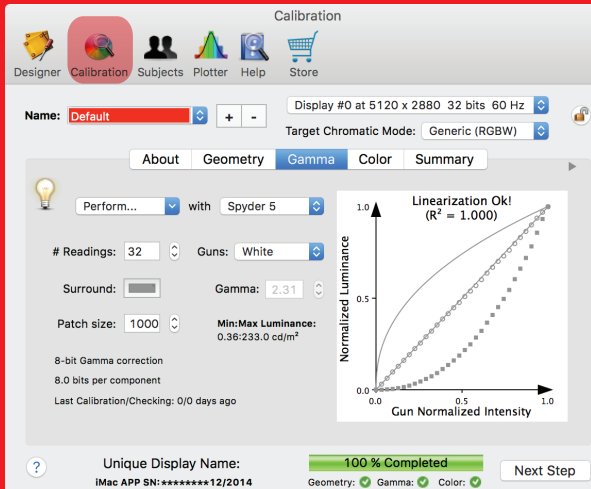 Calibration
Designer Calibration Subjects Plotter Help Store
Name: Default + - Display #0 at 5120 x 2880 32 bits 60 Hz
Target Chromatic Mode: Generic (RGBW)
About Geometry Gamma Color Summary
Perform... with Spyder 5
# Readings: 32 Guns: White
Surround: Gamma: 2.31
Patch size: 1000 Min:Max Luminance:
0.36:233.0 cd/m²
8-bit Gamma correction
8.0 bits per component
Last Calibration/Checking: 0/0 days ago
Linearization Ok!
(R² = 1.000)
Normalized Luminance
1.0
0.5
0.0
0.0 0.5 1.0
Gun Normalized Intensity
? Unique Display Name: 100 % Completed Next Step
iMac APP SN:********12/2014 Geometry: Gamma: Color: